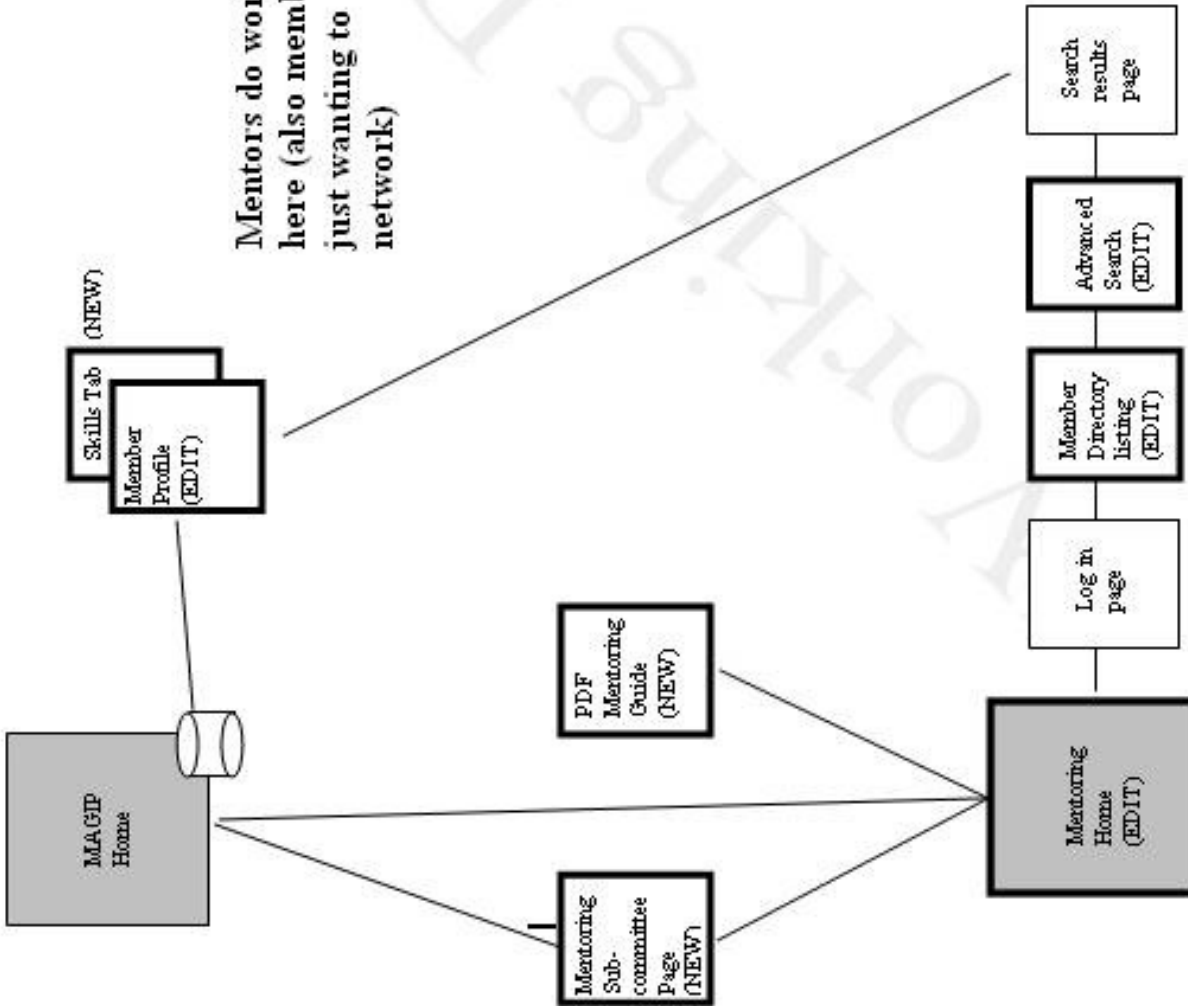 MAGIP
Home
Skills Tab (NEW)
Member
Profile
(EDIT)
Mentors do
here (also
just wanting to
network)
Mentoring
Sub-
committee
Page
(NEW)
PDF
Mentoring
Guide
(NEW)
Mentoring
Home
(EDIT)
Log in
page
Member
Directory
listing
(EDIT)
Advanced
Search
(EDIT)
Search
results
page